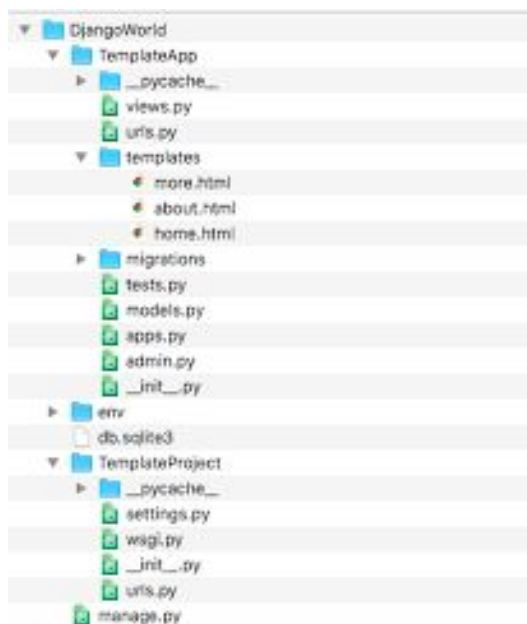 DjangoWorld
TemplateApp
__pycache__
views.py
urls.py
templates
more.html
about.html
home.html
migrations
tests.py
models.py
apps.py
admin.py
__init__.py
env
db.sqlite3
TemplateProject
__pycache__
settings.py
wsgi.py
__init__.py
urls.py
manage.py